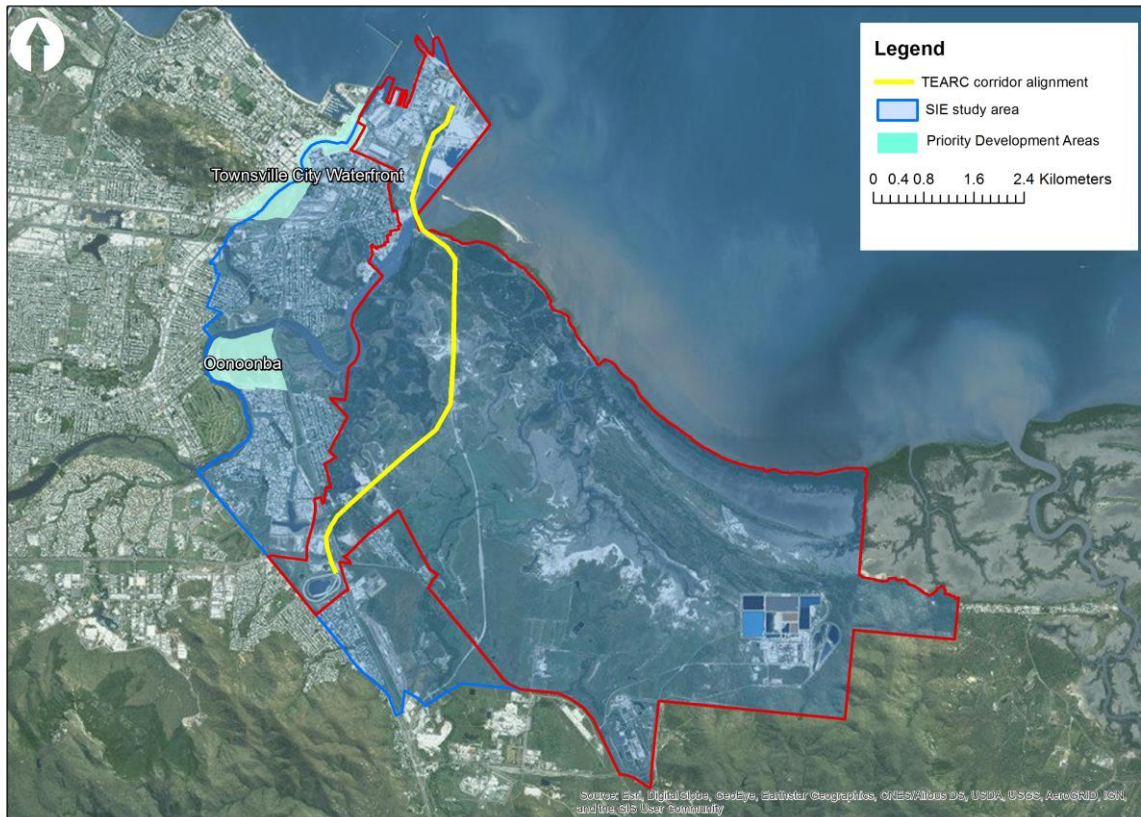 Legend
TEARC corridor alignment
SIE study area
Priority Development Areas
0 0.4 0.8 1.6 2.4 Kilometers
Townsville City Waterfront
Oonoonba
Source: Esri, DigitalGlobe, GeoEye, Earthstar Geographics, CNES/Airbus DS, USDA, USGS, AeroGRID, IGN,
and the GIS User Community